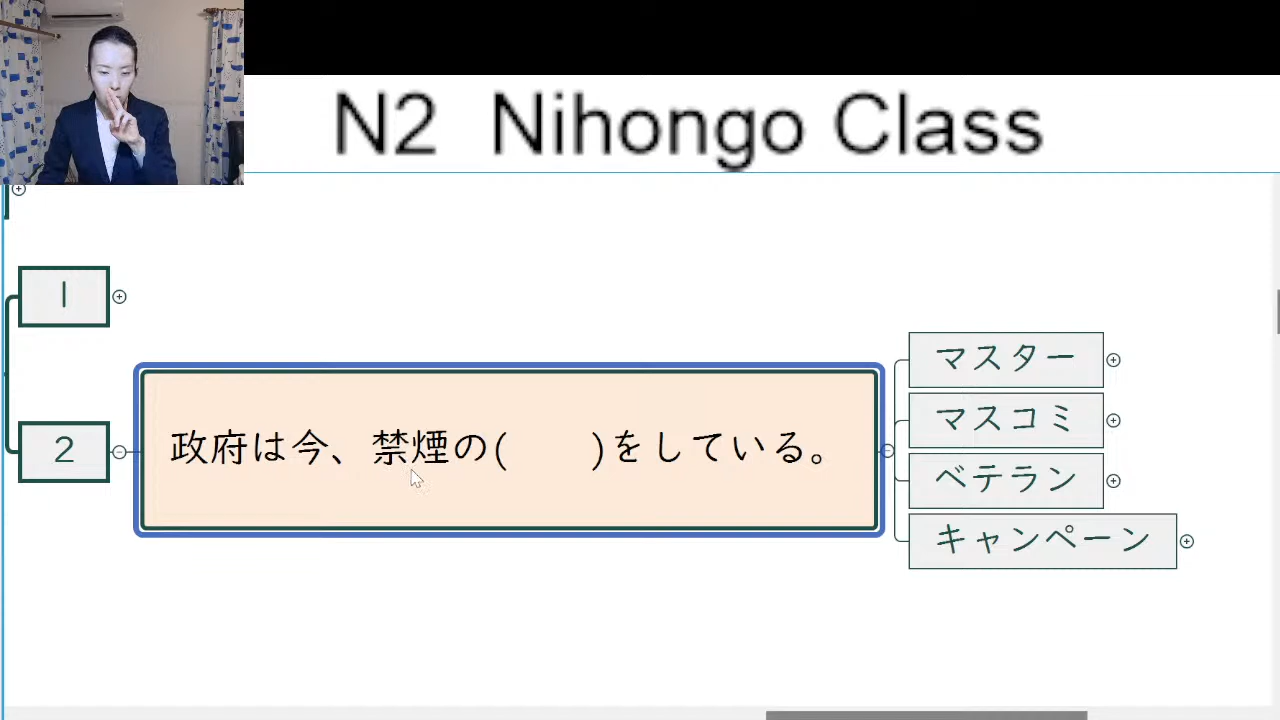 N2 Nihongo Class
1
2
政府は今、禁煙の(　　)をしている。
マスター
マスコミ
ベテラン
キャンペーン